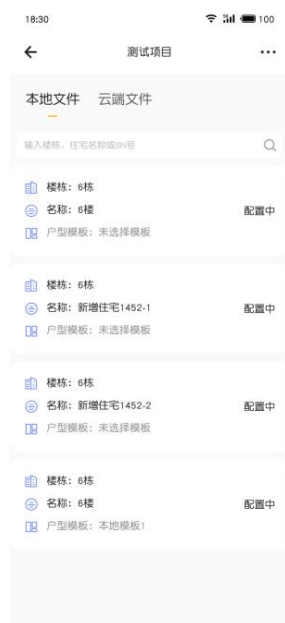 18:30 5G 100
测试项目
本地文件 云端文件
输入楼栋、住宅名称或SN号
楼栋：6栋
名称：6楼 配置中
户型模板：未选择模板
楼栋：6栋
名称：新增住宅1452-1 配置中
户型模板：未选择模板
楼栋：6栋
名称：新增住宅1452-2 配置中
户型模板：未选择模板
楼栋：6栋
名称：6楼 配置中
户型模板：本地模板1